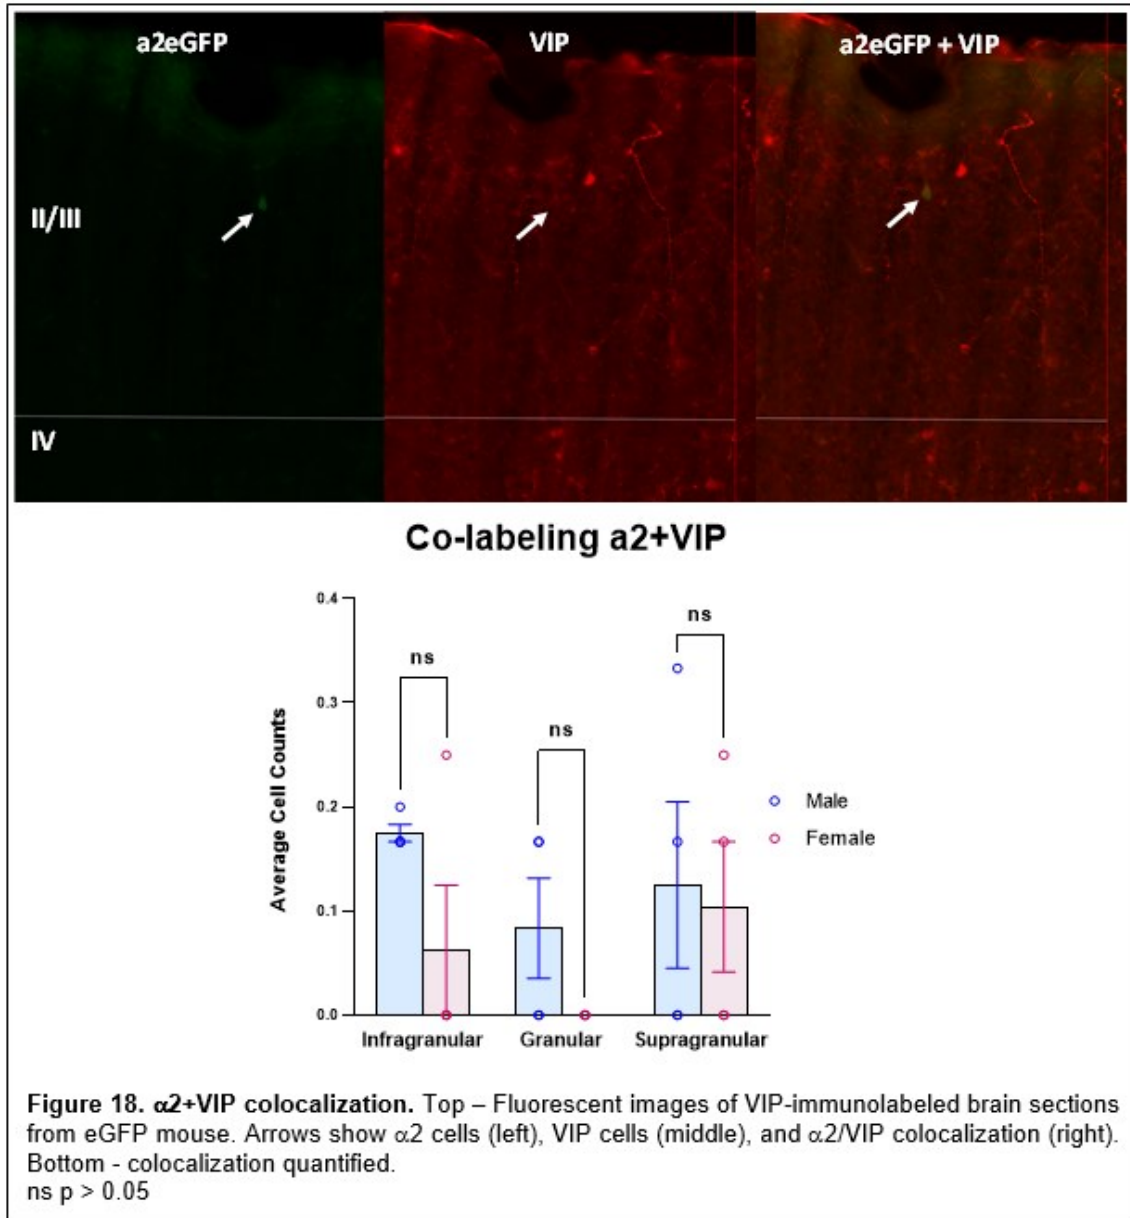 a2eGFP VIP a2eGFP + VIP
II/III
IV
Co-labeling a2+VIP
0.4
0.3
0.2
0.1
0.0
Average Cell Counts
ns
ns
ns
Male
Female
Infragranular Granular Supragranular
Figure 18. α2+VIP colocalization. Top – Fluorescent images of VIP-immunolabeled brain sections
from eGFP mouse. Arrows show α2 cells (left), VIP cells (middle), and α2/VIP colocalization (right).
Bottom - colocalization quantified.
ns p > 0.05